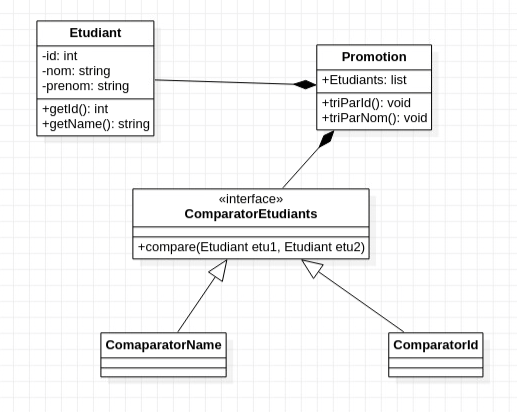 Etudiant
-id: int
-nom: string
-prenom: string
+getId(): int
+getName(): string
Promotion
+Etudiants: list
+triParId(): void
+triParNom(): void
«interface»
ComparatorEtudiants
+compare(Etudiant etu1, Etudiant etu2)
ComaparatorName
ComparatorId